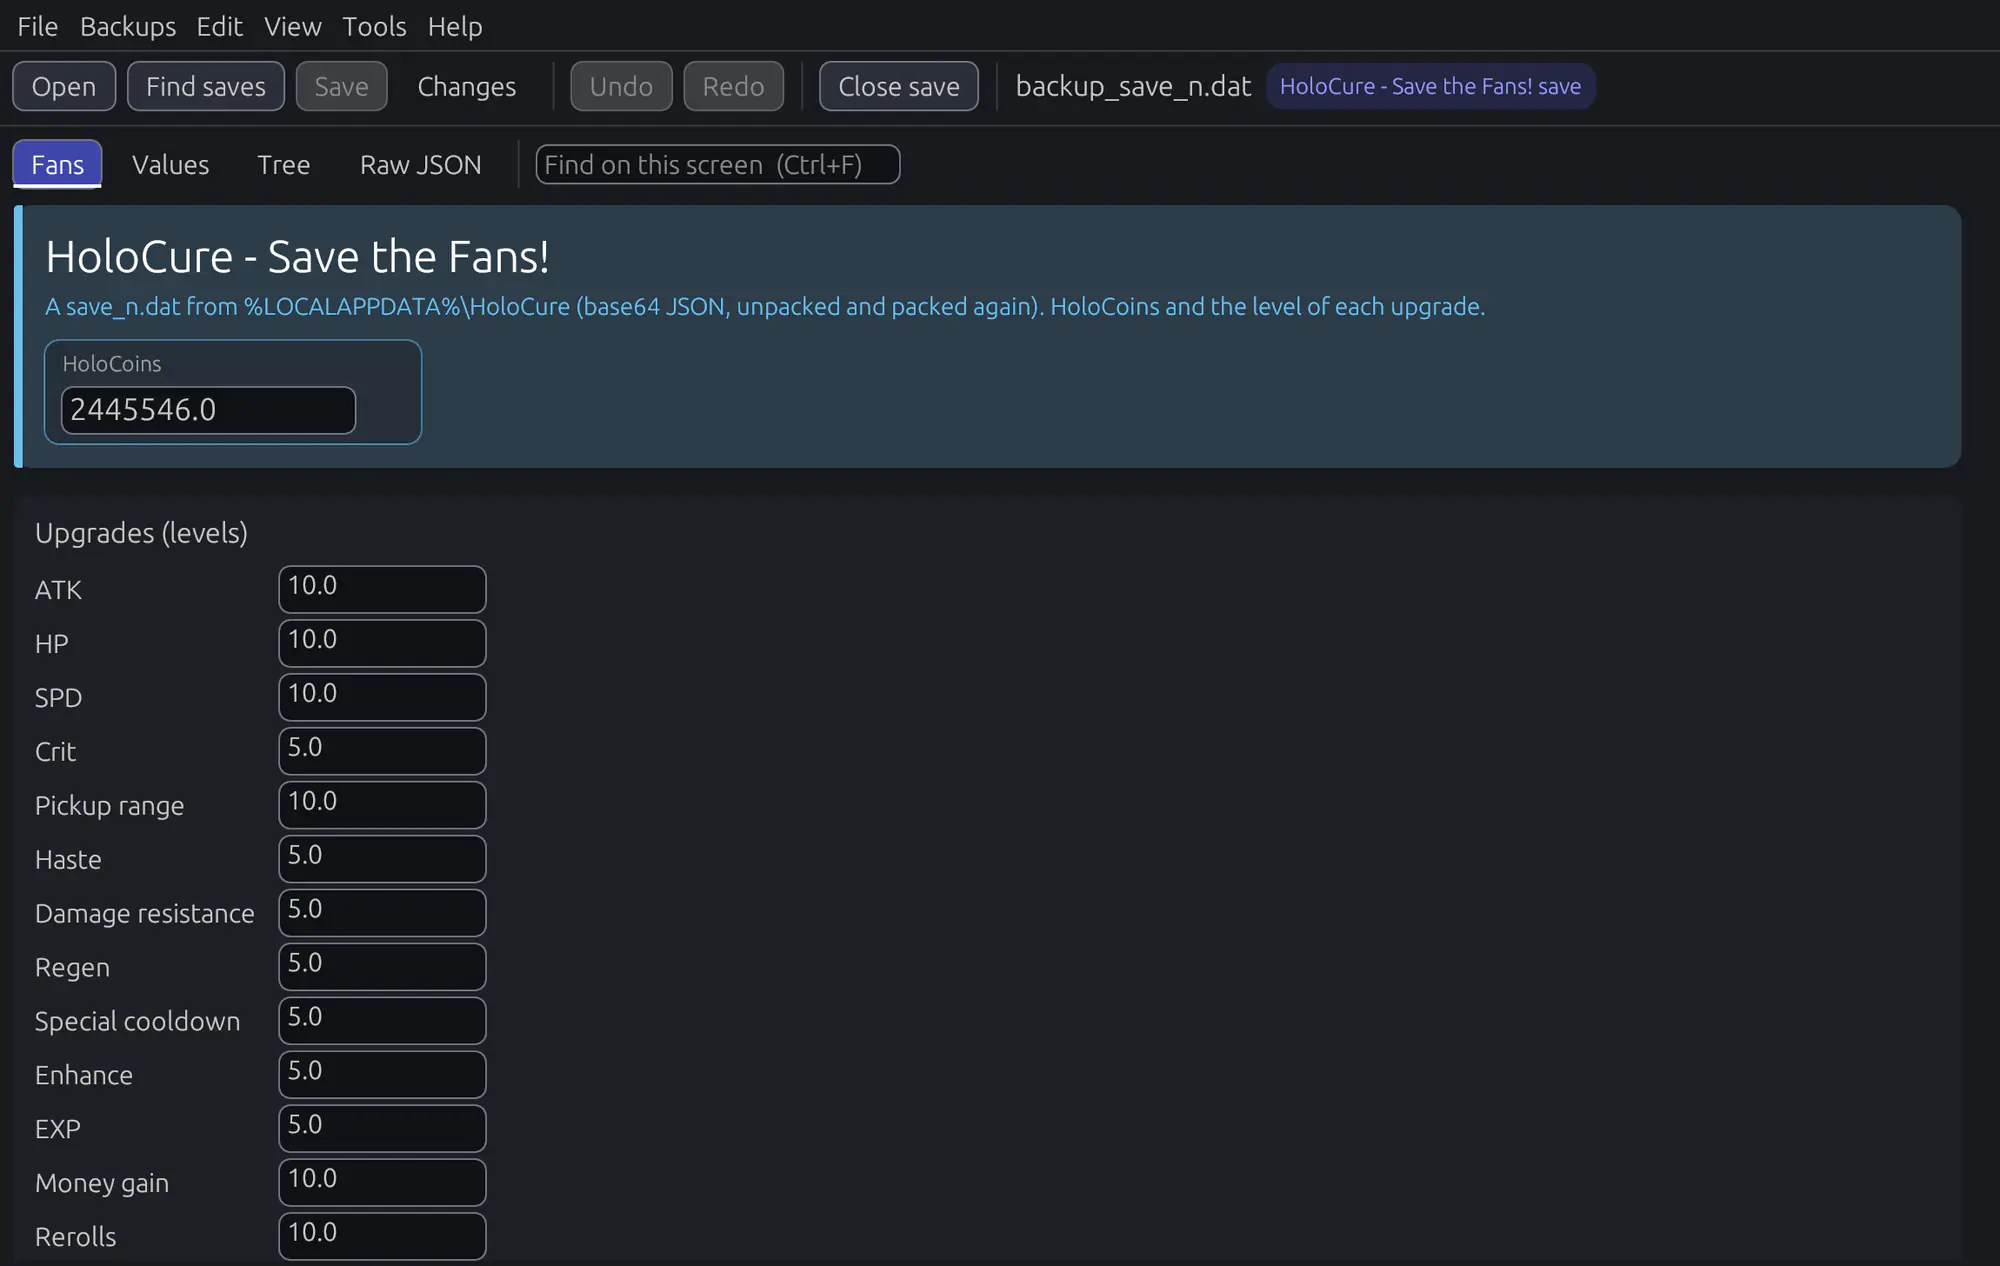 File Backups Edit View Tools Help
Open Find saves Save Changes Undo Redo Close save backup_save_n.dat HoloCure - Save the Fans! save
Fans Values Tree Raw JSON Find on this screen (Ctrl+F)
HoloCure - Save the Fans!
A save_n.dat from %LOCALAPPDATA%\HoloCure (base64 JSON, unpacked and packed again). HoloCoins and the level of each upgrade.
HoloCoins
2445546.0
Upgrades (levels)
ATK 10.0
HP 10.0
SPD 10.0
Crit 5.0
Pickup range 10.0
Haste 5.0
Damage resistance 5.0
Regen 5.0
Special cooldown 5.0
Enhance 5.0
EXP 5.0
Money gain 10.0
Rerolls 10.0